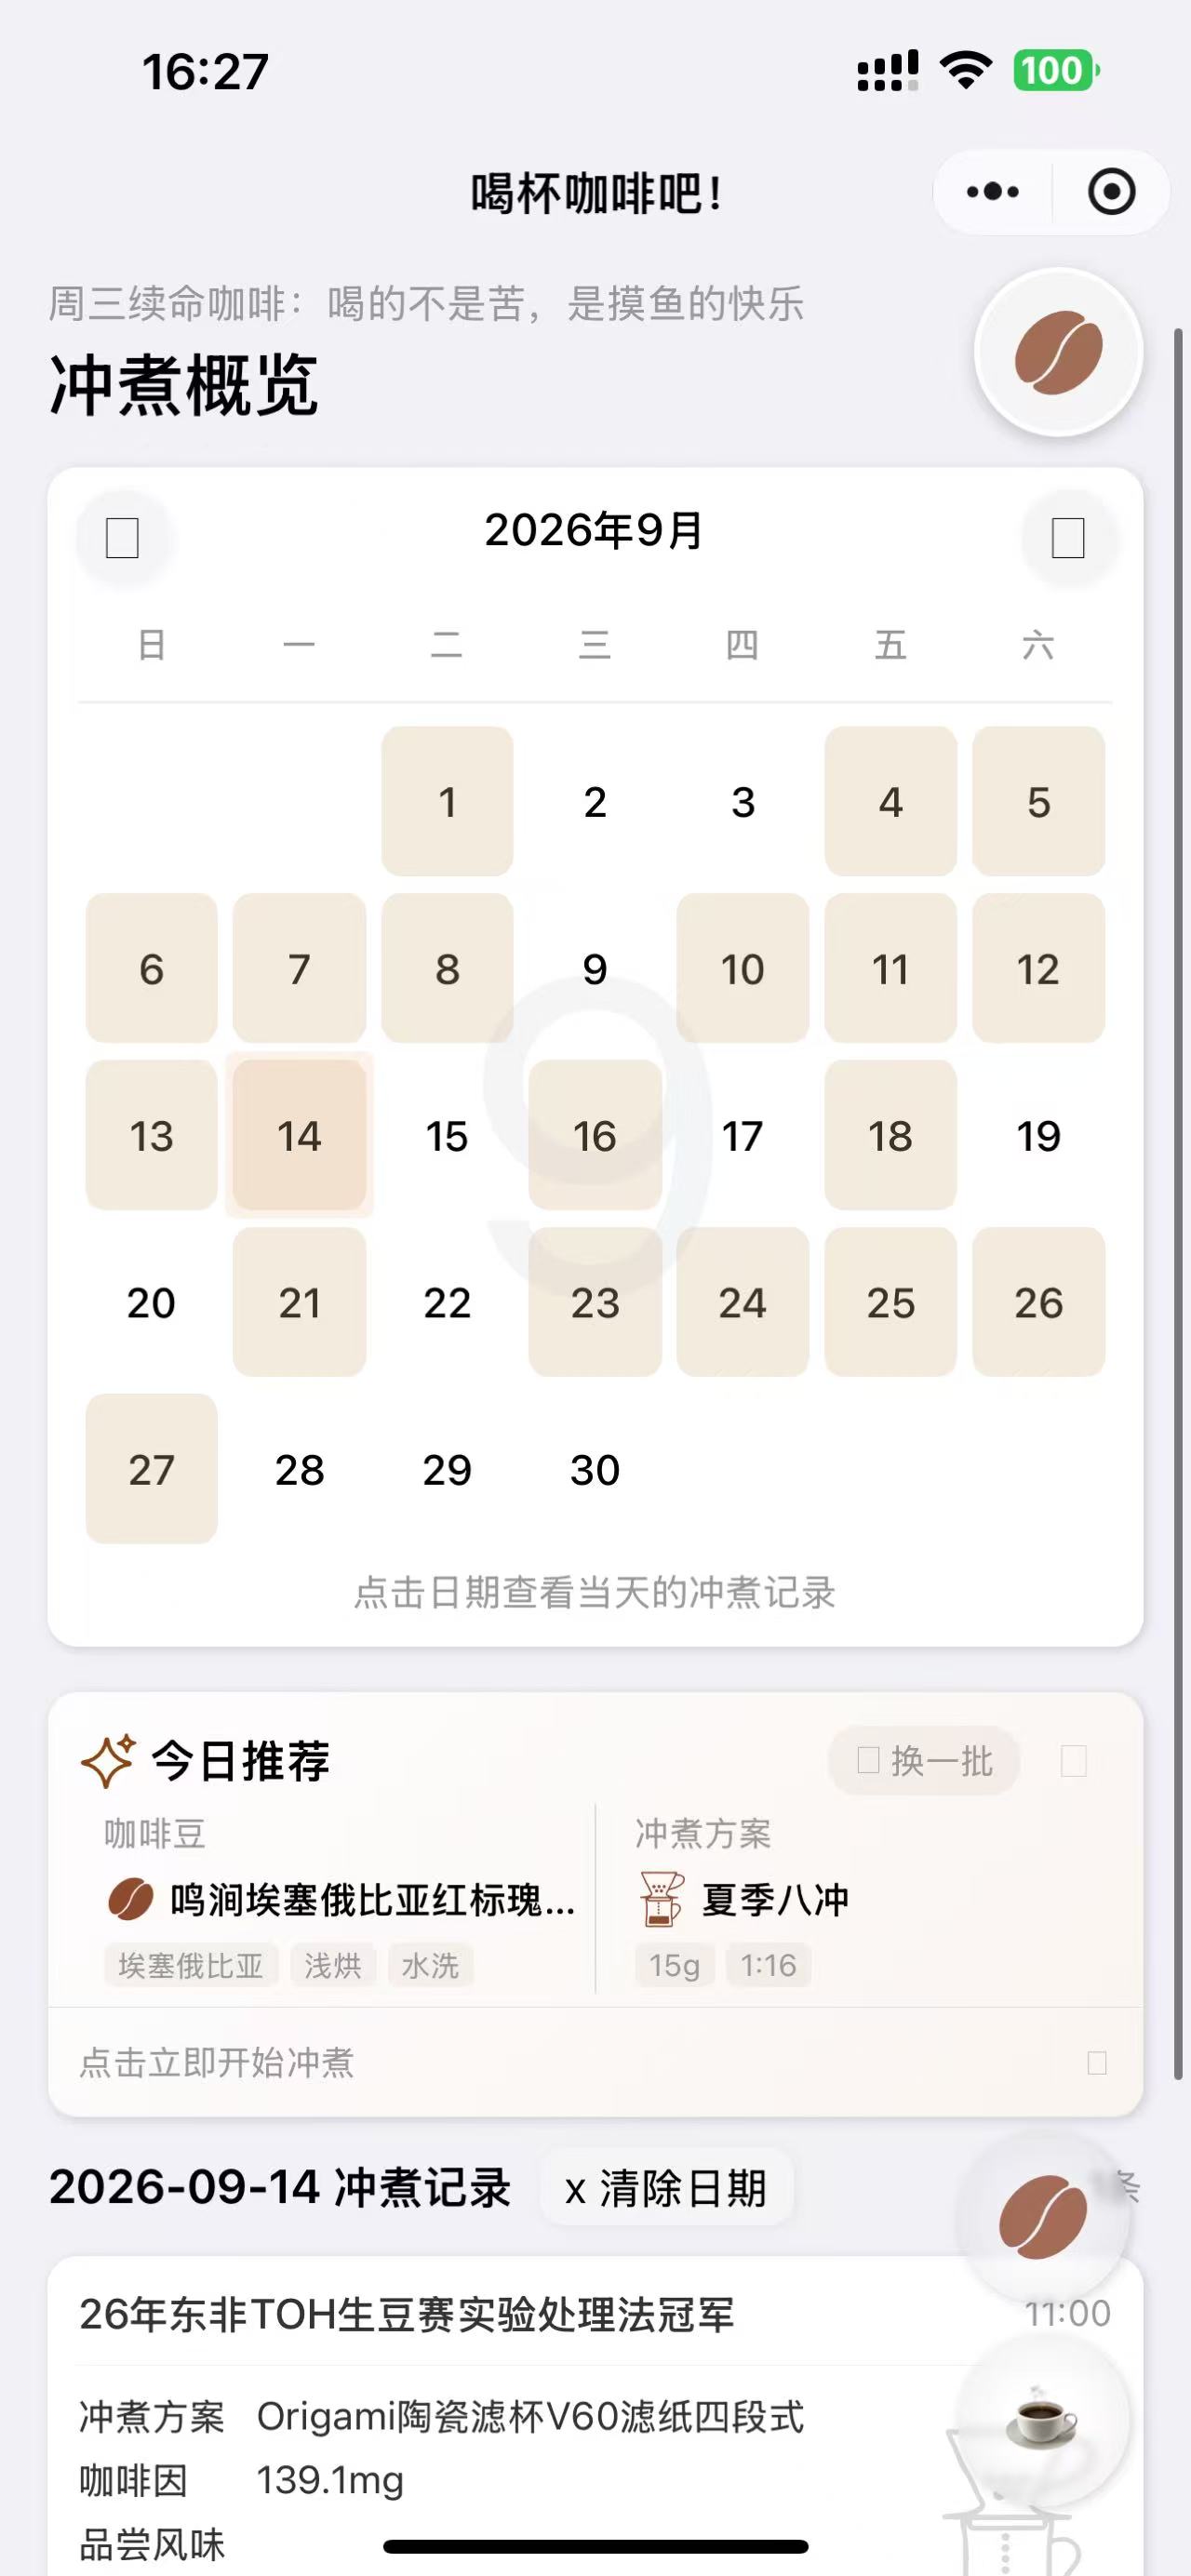 16:27
100
喝杯咖啡吧！
周三续命咖啡：喝的不是苦，是摸鱼的快乐
冲煮概览
2026年9月
日 一 二 三 四 五 六
1 2 3 4 5
6 7 8 9 10 11 12
13 14 15 16 17 18 19
20 21 22 23 24 25 26
27 28 29 30
9
点击日期查看当天的冲煮记录
今日推荐
换一批
咖啡豆
鸣涧埃塞俄比亚红标瑰...
埃塞俄比亚 浅烘 水洗
冲煮方案
夏季八冲
15g 1:16
点击立即开始冲煮
2026-09-14 冲煮记录
x 清除日期
条
26年东非TOH生豆赛实验处理法冠军
11:00
冲煮方案 Origami陶瓷滤杯V60滤纸四段式
咖啡因 139.1mg
品尝风味